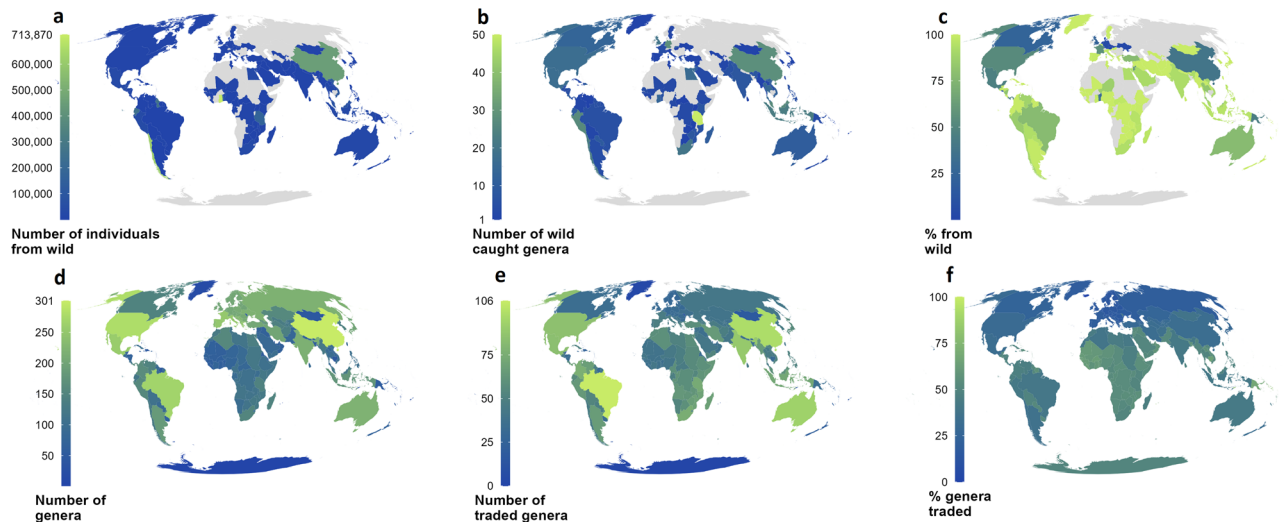 a
713,870
600,000
500,000
400,000
300,000
200,000
100,000
Number of individuals
from wild
b
50
40
30
20
10
1
Number of wild
caught genera
c
100
75
50
25
% from
wild
d
301
250
200
150
100
50
Number of
genera
e
106
75
50
25
0
Number of
traded genera
f
100
75
50
25
0
% genera
traded